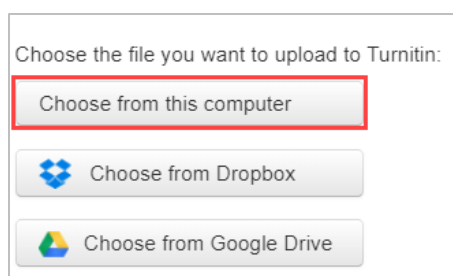 Choose the file you want to upload to Turnitin:
Choose from this computer
Choose from Dropbox
Choose from Google Drive